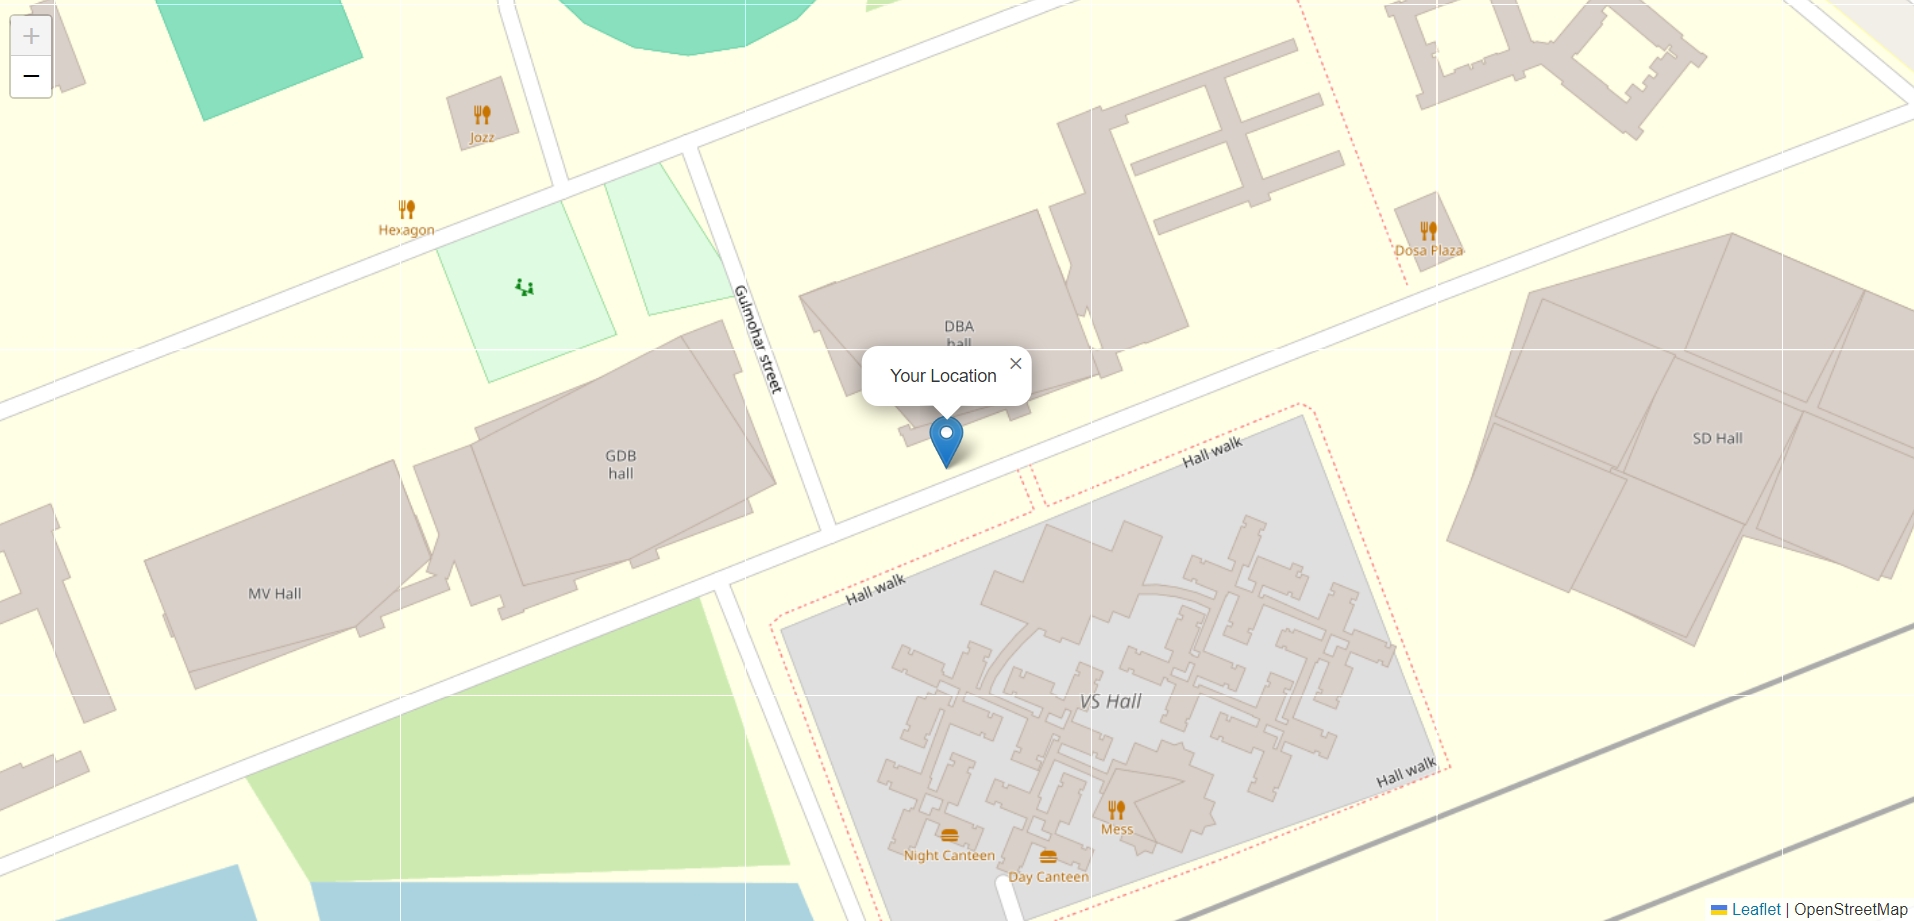 +
−
Jozz
Hexagon
Dosa Plaza
Gulmohar street
DBA
hall
Your Location
×
Hall walk
SD Hall
GDB
hall
MV Hall
Hall walk
VS Hall
Hall walk
Mess
Night Canteen
Day Canteen
Leaflet | OpenStreetMap